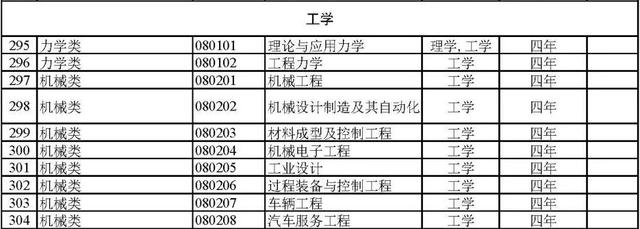 工学
295 力学类 080101 理论与应用力学 理学,工学 四年
296 力学类 080102 工程力学 工学 四年
297 机械类 080201 机械工程 工学 四年
298 机械类 080202 机械设计制造及其自动化 工学 四年
299 机械类 080203 材料成型及控制工程 工学 四年
300 机械类 080204 机械电子工程 工学 四年
301 机械类 080205 工业设计 工学 四年
302 机械类 080206 过程装备与控制工程 工学 四年
303 机械类 080207 车辆工程 工学 四年
304 机械类 080208 汽车服务工程 工学 四年